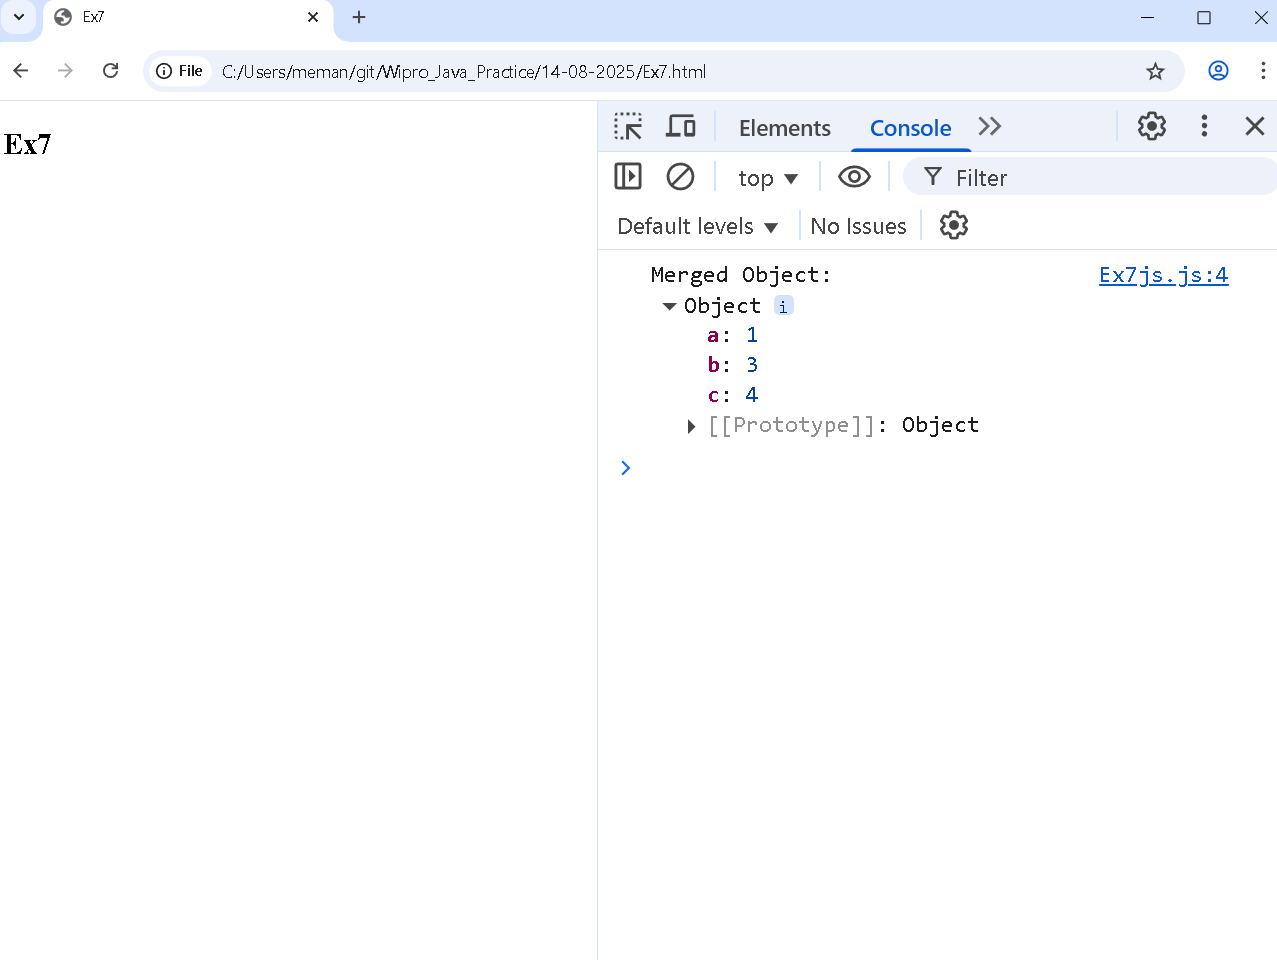 Ex7
File C:/Users/meman/git/Wipro_Java_Practice/14-08-2025/Ex7.html
Ex7
Elements Console
top Filter
Default levels No Issues
Merged Object: Ex7js.js:4
Object i
a: 1
b: 3
c: 4
[[Prototype]]: Object